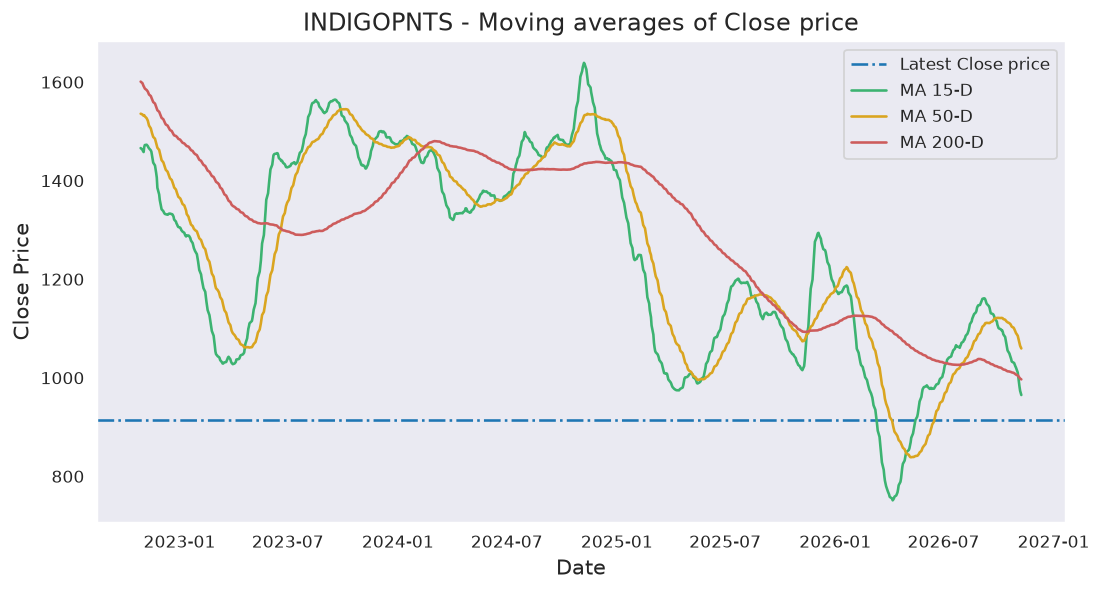 INDIGOPNTS - Moving averages of Close price
Latest Close price
MA 15-D
MA 50-D
MA 200-D
Close Price
1600
1400
1200
1000
800
2023-01 2023-07 2024-01 2024-07 2025-01 2025-07 2026-01 2026-07 2027-01
Date